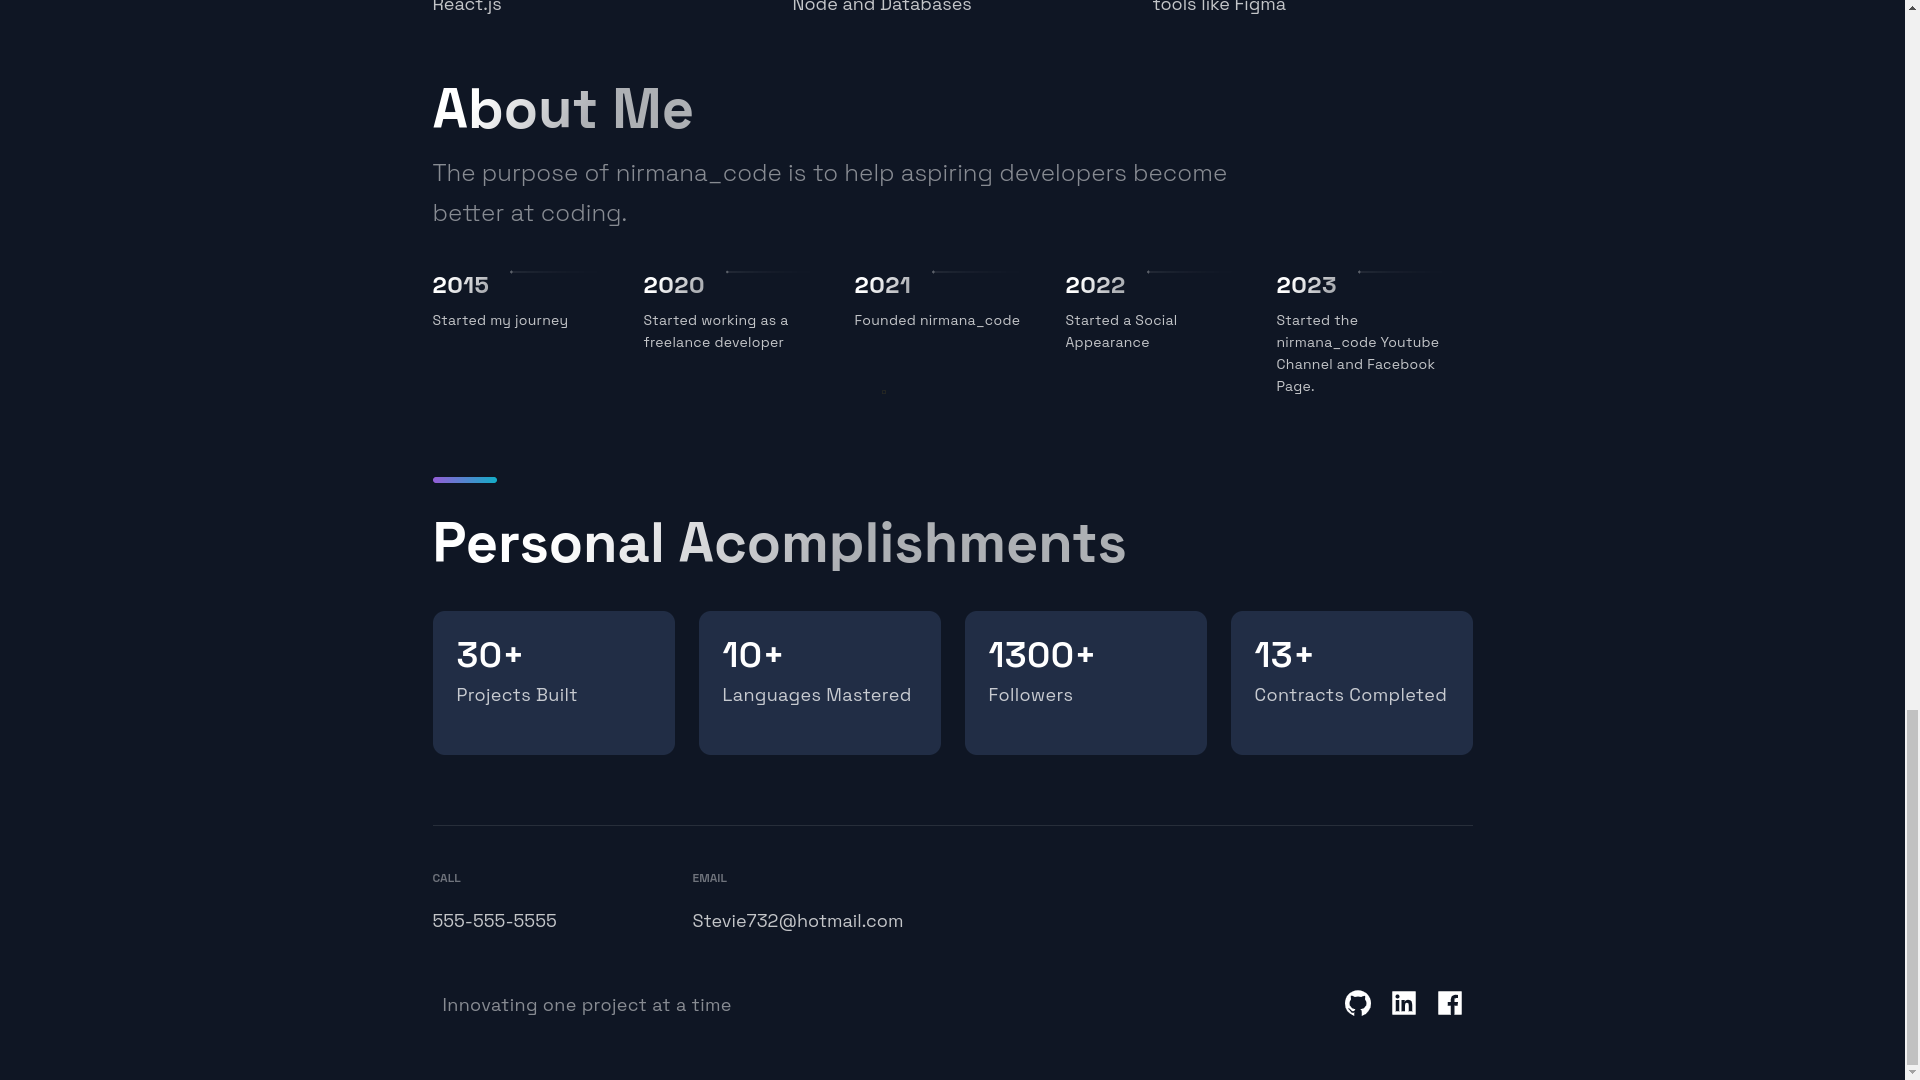 React.js
Node and Databases
tools like Figma
About Me
The purpose of nirmana_code is to help aspiring developers become
better at coding.
2015
Started my journey
2020
Started working as a
freelance developer
2021
Founded nirmana_code
2022
Started a Social
Appearance
2023
Started the
nirmana_code Youtube
Channel and Facebook
Page.
Personal Acomplishments
30+
Projects Built
10+
Languages Mastered
1300+
Followers
13+
Contracts Completed
CALL
555-555-5555
EMAIL
Stevie732@hotmail.com
Innovating one project at a time